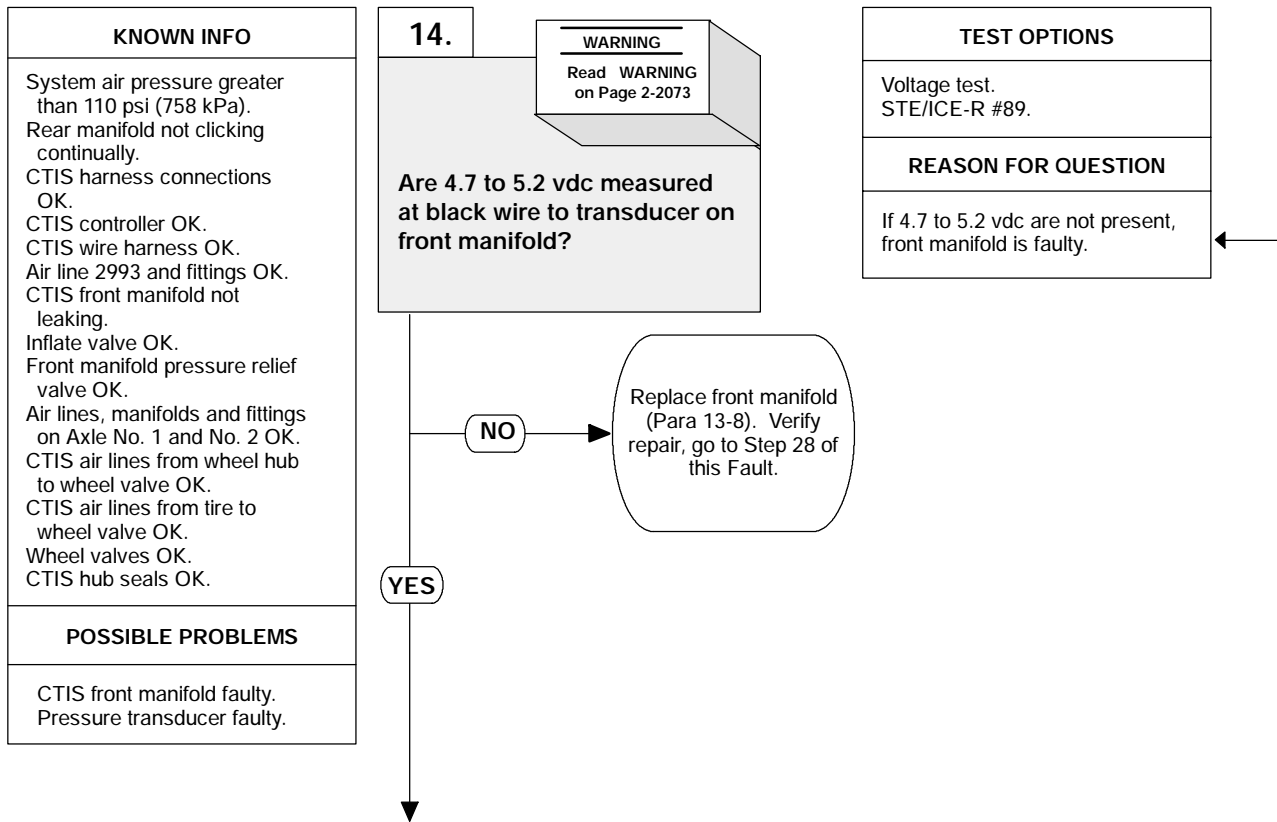 KNOWN INFO
System air pressure greater
than 110 psi (758 kPa).
Rear manifold not clicking
continually.
CTIS harness connections
OK.
CTIS controller OK.
CTIS wire harness OK.
Air line 2993 and fittings OK.
CTIS front manifold not
leaking.
Inflate valve OK.
Front manifold pressure relief
valve OK.
Air lines, manifolds and fittings
on Axle No. 1 and No. 2 OK.
CTIS air lines from wheel hub
to wheel valve OK.
CTIS air lines from tire to
wheel valve OK.
Wheel valves OK.
CTIS hub seals OK.
POSSIBLE PROBLEMS
CTIS front manifold faulty.
Pressure transducer faulty.
14.
WARNING
Read WARNING
on Page 2-2073
Are 4.7 to 5.2 vdc measured
at black wire to transducer on
front manifold?
NO
Replace front manifold
(Para 13-8). Verify
repair, go to Step 28 of
this Fault.
YES
TEST OPTIONS
Voltage test.
STE/ICE-R #89.
REASON FOR QUESTION
If 4.7 to 5.2 vdc are not present,
front manifold is faulty.